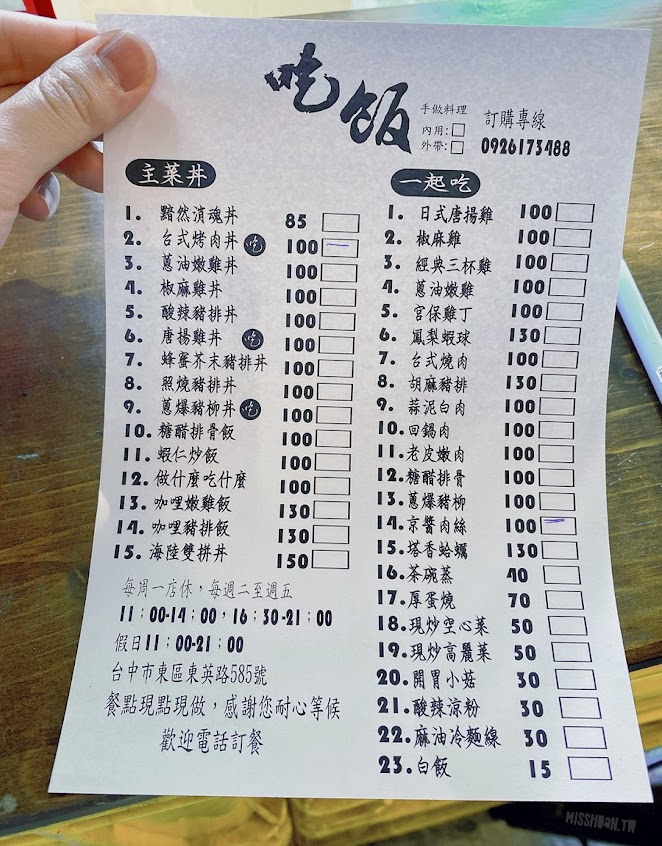 吃飯
手做料理
訂購專線
內用:
外帶:
0926173488
主菜丼
1. 黯然消魂丼 85
2. 台式烤肉丼 吃 100
3. 蔥油嫩雞丼 100
4. 椒麻雞丼 100
5. 酸辣豬排丼 100
6. 唐揚雞丼 吃 100
7. 蜂蜜芥末豬排丼 100
8. 照燒豬排丼 100
9. 蔥爆豬柳丼 吃 100
10. 糖醋排骨飯 100
11. 蝦仁炒飯 100
12. 做什麼吃什麼 100
13. 咖哩嫩雞飯 130
14. 咖哩豬排飯 130
15. 海陸雙拼丼 150
每周一店休，每週二至週五
11：00-14：00，16：30-21：00
假日11：00-21：00
台中市東區東英路585號
餐點現點現做，感謝您耐心等候
歡迎電話訂餐
一起吃
1. 日式唐揚雞 100
2. 椒麻雞 100
3. 經典三杯雞 100
4. 蔥油嫩雞 100
5. 宮保雞丁 100
6. 鳳梨蝦球 130
7. 台式燒肉 100
8. 胡麻豬排 130
9. 蒜泥白肉 100
10. 回鍋肉 100
11. 老皮嫩肉 100
12. 糖醋排骨 100
13. 蔥爆豬柳 100
14. 京醬肉絲 100
15. 塔香蛤蠣 130
16. 茶碗蒸 40
17. 厚蛋燒 70
18. 現炒空心菜 50
19. 現炒高麗菜 50
20. 開胃小菇 30
21. 酸辣涼粉 30
22. 麻油冷麵線 30
23. 白飯 15
MISSHUAN.TW